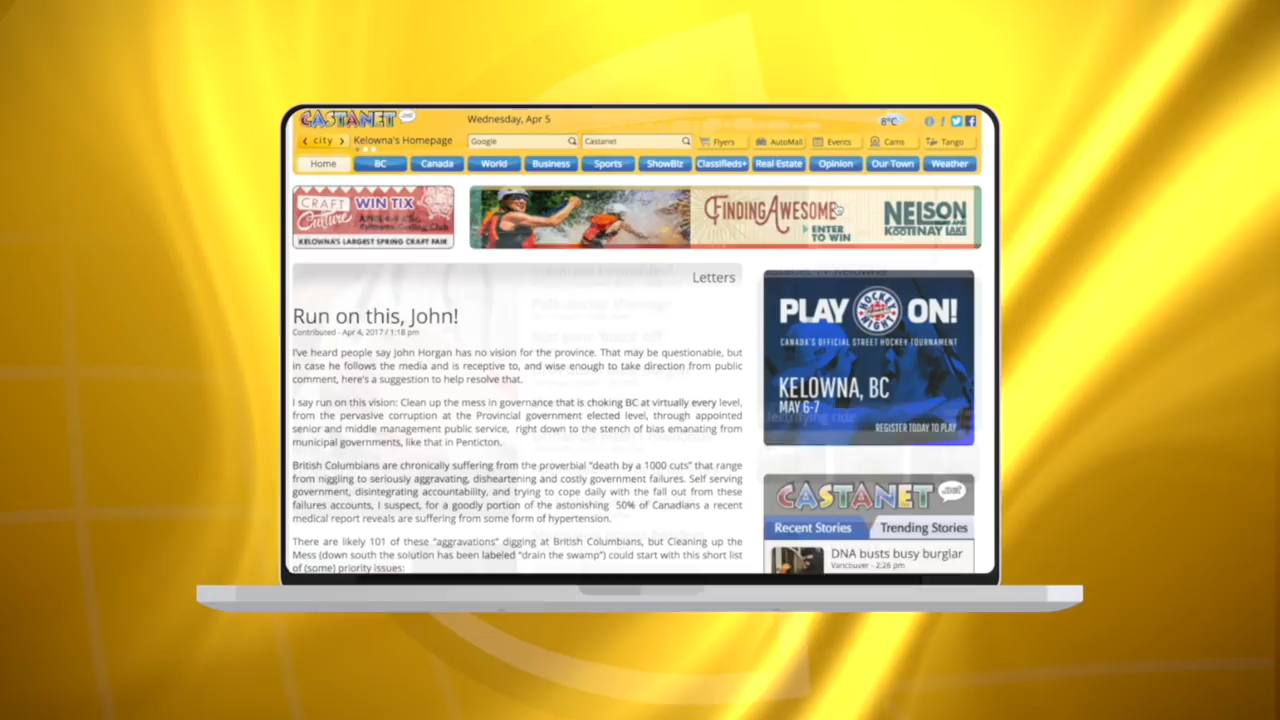 CASTANET .net
Wednesday, Apr 5
8°C
< city >
Kelowna's Homepage
Google
Castanet
Flyers
AutoMall
Events
Cams
Tango
Home
BC
Canada
World
Business
Sports
ShowBiz
Classifieds+
Real Estate
Opinion
Our Town
Weather
CRAFT
Culture
WIN TIX
KELOWNA'S LARGEST SPRING CRAFT FAIR
FINDING AWESOME
ENTER
TO WIN
NELSON
AND
KOOTENAY LAKE
Letters
Run on this, John!
Contributed - Apr 4, 2017 / 1:18 pm
I've heard people say John Horgan has no vision for the province. That may be questionable, but
in case he follows the media and is receptive to, and wise enough to take direction from public
comment, here's a suggestion to help resolve that.
I say run on this vision: Clean up the mess in governance that is choking BC at virtually every level,
from the pervasive corruption at the Provincial government elected level, through appointed
senior and middle management public service, right down to the stench of bias emanating from
municipal governments, like that in Penticton.
British Columbians are chronically suffering from the proverbial "death by a 1000 cuts" that range
from niggling to seriously aggravating, disheartening and costly government failures. Self serving
government, disintegrating accountability, and trying to cope daily with the fall out from these
failures accounts, I suspect, for a goodly portion of the astonishing 50% of Canadians a recent
medical report reveals are suffering from some form of hypertension.
There are likely 101 of these "aggravations" digging at British Columbians, but Cleaning up the
Mess (down south the solution has been labeled "drain the swamp") could start with this short list
of (some) priority issues:
PLAY HOCKEY NIGHT ON!
CANADA'S OFFICIAL STREET HOCKEY TOURNAMENT
KELOWNA, BC
MAY 6-7
REGISTER TODAY TO PLAY
CASTANET .net
Recent Stories
Trending Stories
DNA busts busy burglar
Vancouver - 2:26 pm